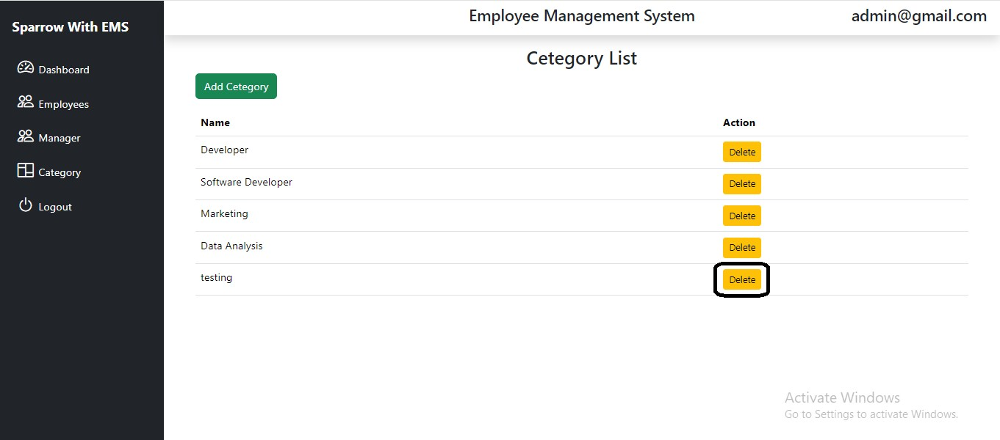 Sparrow With EMS
Dashboard
Employees
Manager
Category
Logout
Employee Management System
admin@gmail.com
Cetegory List
Add Cetegory
Name Action
Developer Delete
Software Developer Delete
Marketing Delete
Data Analysis Delete
testing Delete
Activate Windows
Go to Settings to activate Windows.